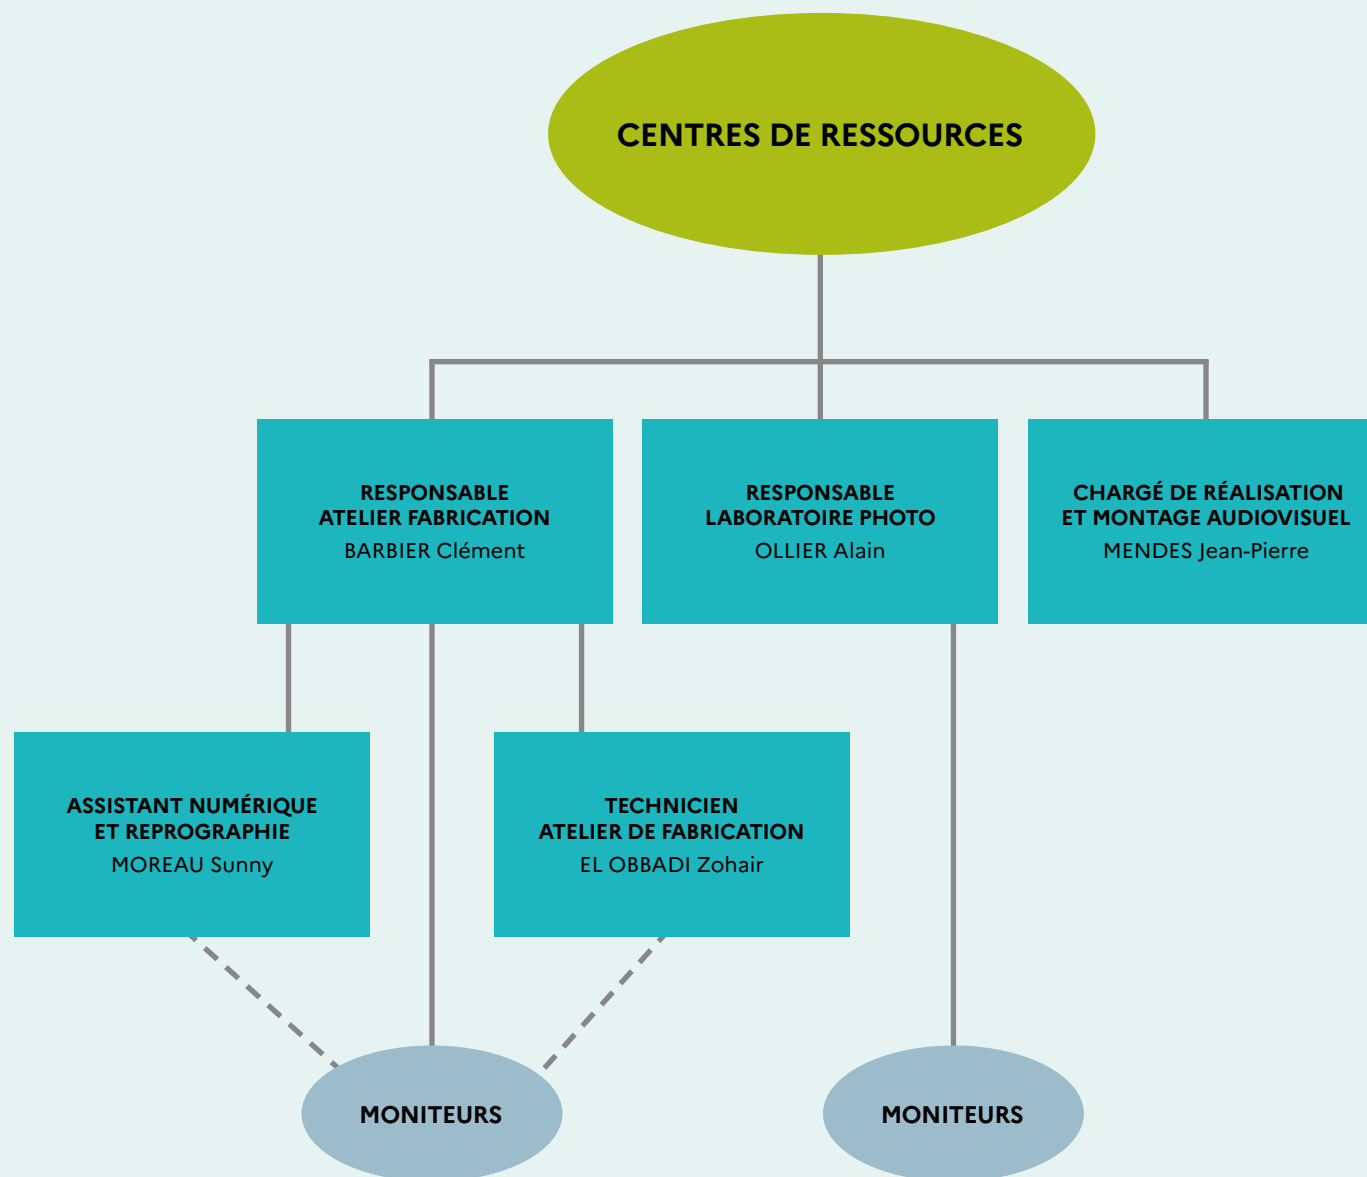 CENTRES DE RESSOURCES
RESPONSABLE
ATELIER FABRICATION
BARBIER Clément
RESPONSABLE
LABORATOIRE PHOTO
OLLIER Alain
CHARGÉ DE RÉALISATION
ET MONTAGE AUDIOVISUEL
MENDES Jean-Pierre
ASSISTANT NUMÉRIQUE
ET REPROGRAPHIE
MOREAU Sunny
TECHNICIEN
ATELIER DE FABRICATION
EL OBBADI Zohair
MONITEURS
MONITEURS